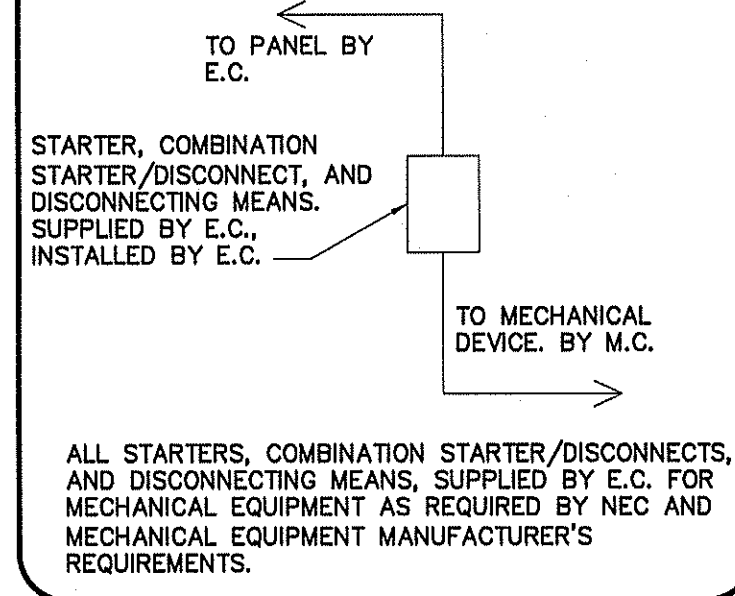 TO PANEL BY
E.C.
STARTER, COMBINATION
STARTER/DISCONNECT, AND
DISCONNECTING MEANS.
SUPPLIED BY E.C.,
INSTALLED BY E.C.
TO MECHANICAL
DEVICE. BY M.C.
ALL STARTERS, COMBINATION STARTER/DISCONNECTS,
AND DISCONNECTING MEANS, SUPPLIED BY E.C. FOR
MECHANICAL EQUIPMENT AS REQUIRED BY NEC AND
MECHANICAL EQUIPMENT MANUFACTURER'S
REQUIREMENTS.